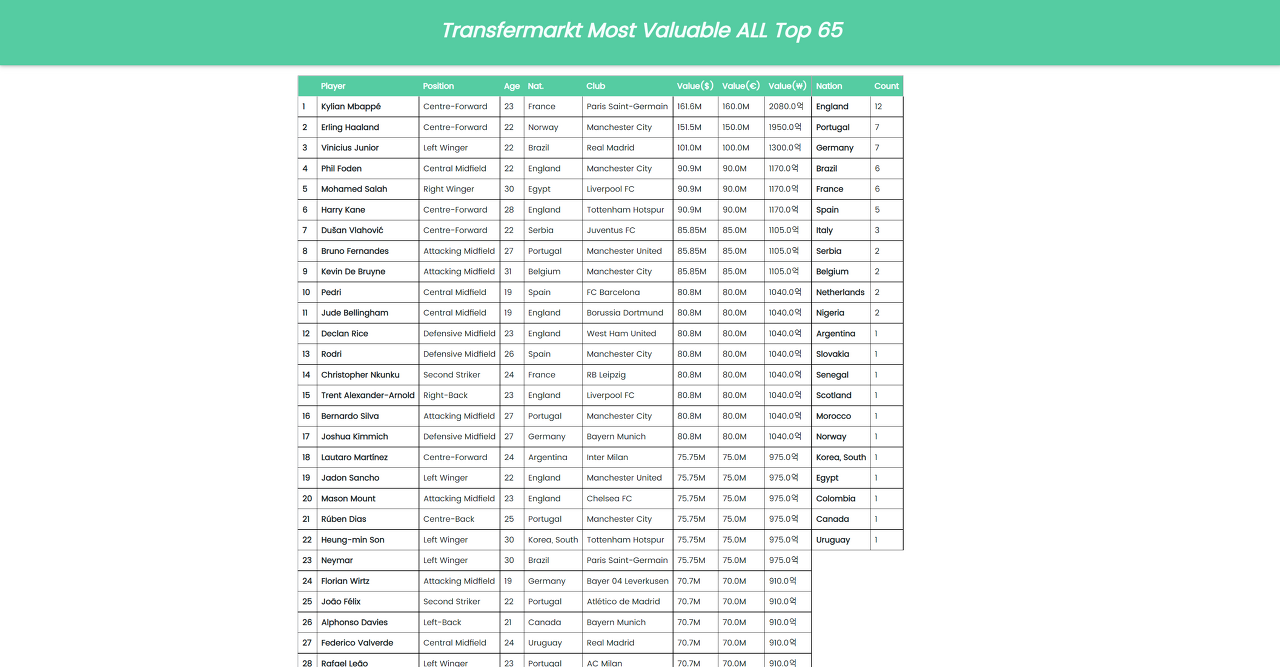 Transfermarkt Most Valuable ALL Top 65
Player Position Age Nat. Club Value($) Value(€) Value(₩) Nation Count
1 Kylian Mbappé Centre-Forward 23 France Paris Saint-Germain 161.6M 160.0M 2080.0억 England 12
2 Erling Haaland Centre-Forward 22 Norway Manchester City 151.5M 150.0M 1950.0억 Portugal 7
3 Vinicius Junior Left Winger 22 Brazil Real Madrid 101.0M 100.0M 1300.0억 Germany 7
4 Phil Foden Central Midfield 22 England Manchester City 90.9M 90.0M 1170.0억 Brazil 6
5 Mohamed Salah Right Winger 30 Egypt Liverpool FC 90.9M 90.0M 1170.0억 France 6
6 Harry Kane Centre-Forward 28 England Tottenham Hotspur 90.9M 90.0M 1170.0억 Spain 5
7 Dušan Vlahović Centre-Forward 22 Serbia Juventus FC 85.85M 85.0M 1105.0억 Italy 3
8 Bruno Fernandes Attacking Midfield 27 Portugal Manchester United 85.85M 85.0M 1105.0억 Serbia 2
9 Kevin De Bruyne Attacking Midfield 31 Belgium Manchester City 85.85M 85.0M 1105.0억 Belgium 2
10 Pedri Central Midfield 19 Spain FC Barcelona 80.8M 80.0M 1040.0억 Netherlands 2
11 Jude Bellingham Central Midfield 19 England Borussia Dortmund 80.8M 80.0M 1040.0억 Nigeria 2
12 Declan Rice Defensive Midfield 23 England West Ham United 80.8M 80.0M 1040.0억 Argentina 1
13 Rodri Defensive Midfield 26 Spain Manchester City 80.8M 80.0M 1040.0억 Slovakia 1
14 Christopher Nkunku Second Striker 24 France RB Leipzig 80.8M 80.0M 1040.0억 Senegal 1
15 Trent Alexander-Arnold Right-Back 23 England Liverpool FC 80.8M 80.0M 1040.0억 Scotland 1
16 Bernardo Silva Attacking Midfield 27 Portugal Manchester City 80.8M 80.0M 1040.0억 Morocco 1
17 Joshua Kimmich Defensive Midfield 27 Germany Bayern Munich 80.8M 80.0M 1040.0억 Norway 1
18 Lautaro Martínez Centre-Forward 24 Argentina Inter Milan 75.75M 75.0M 975.0억 Korea, South 1
19 Jadon Sancho Left Winger 22 England Manchester United 75.75M 75.0M 975.0억 Egypt 1
20 Mason Mount Attacking Midfield 23 England Chelsea FC 75.75M 75.0M 975.0억 Colombia 1
21 Rúben Dias Centre-Back 25 Portugal Manchester City 75.75M 75.0M 975.0억 Canada 1
22 Heung-min Son Left Winger 30 Korea, South Tottenham Hotspur 75.75M 75.0M 975.0억 Uruguay 1
23 Neymar Left Winger 30 Brazil Paris Saint-Germain 75.75M 75.0M 975.0억
24 Florian Wirtz Attacking Midfield 19 Germany Bayer 04 Leverkusen 70.7M 70.0M 910.0억
25 João Félix Second Striker 22 Portugal Atlético de Madrid 70.7M 70.0M 910.0억
26 Alphonso Davies Left-Back 21 Canada Bayern Munich 70.7M 70.0M 910.0억
27 Federico Valverde Central Midfield 24 Uruguay Real Madrid 70.7M 70.0M 910.0억
28 Rafael Leão Left Winger 23 Portugal AC Milan 70.7M 70.0M 910.0억